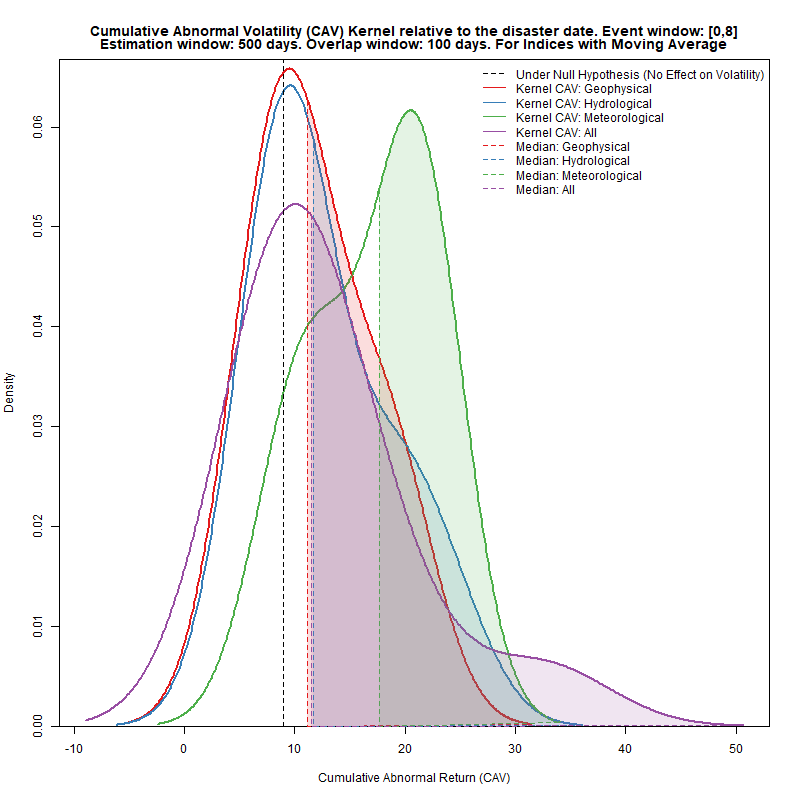 Cumulative Abnormal Volatility (CAV) Kernel relative to the disaster date. Event window: [0,8]
Estimation window: 500 days. Overlap window: 100 days. For Indices with Moving Average
Under Null Hypothesis (No Effect on Volatility)
Kernel CAV: Geophysical
Kernel CAV: Hydrological
Kernel CAV: Meteorological
Kernel CAV: All
Median: Geophysical
Median: Hydrological
Median: Meteorological
Median: All
Density
0.06
0.05
0.04
0.03
0.02
0.01
0.00
-10 0 10 20 30 40 50
Cumulative Abnormal Return (CAV)